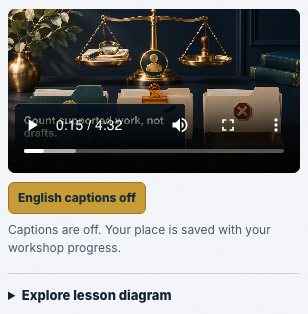 Count supported work, not
drafts.
0:15 / 4:32
English captions off
Captions are off. Your place is saved with your
workshop progress.
Explore lesson diagram